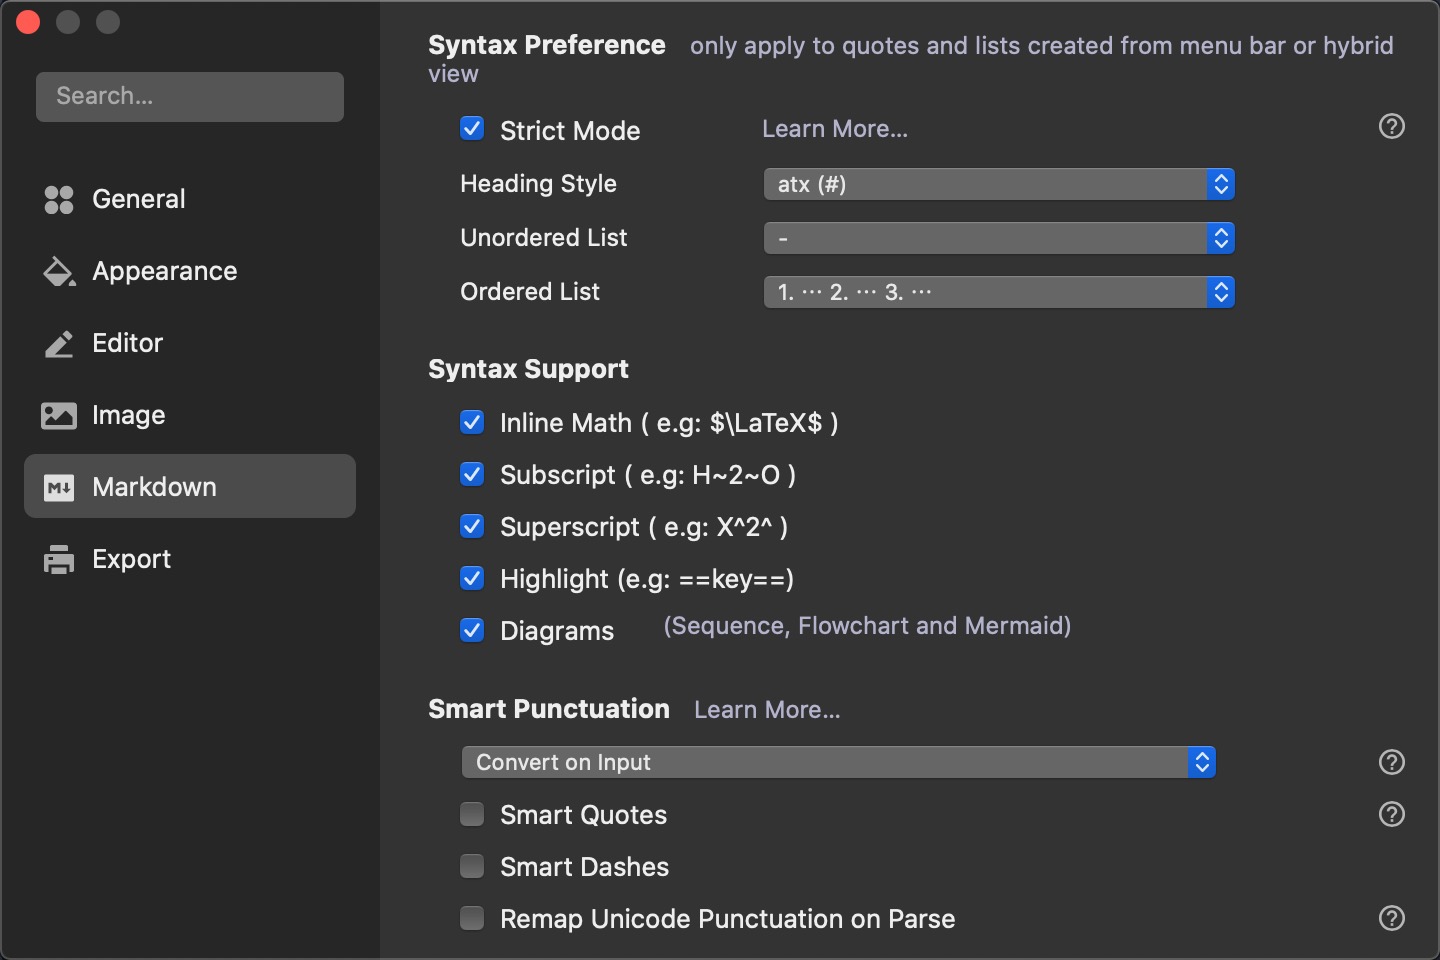 Search...
General
Appearance
Editor
Image
Markdown
Export
Syntax Preference only apply to quotes and lists created from menu bar or hybrid
view
Strict Mode Learn More...
Heading Style atx (#)
Unordered List -
Ordered List 1. ··· 2. ··· 3. ···
Syntax Support
Inline Math ( e.g: $\LaTeX$ )
Subscript ( e.g: H~2~O )
Superscript ( e.g: X^2^ )
Highlight (e.g: ==key==)
Diagrams (Sequence, Flowchart and Mermaid)
Smart Punctuation Learn More...
Convert on Input
Smart Quotes
Smart Dashes
Remap Unicode Punctuation on Parse